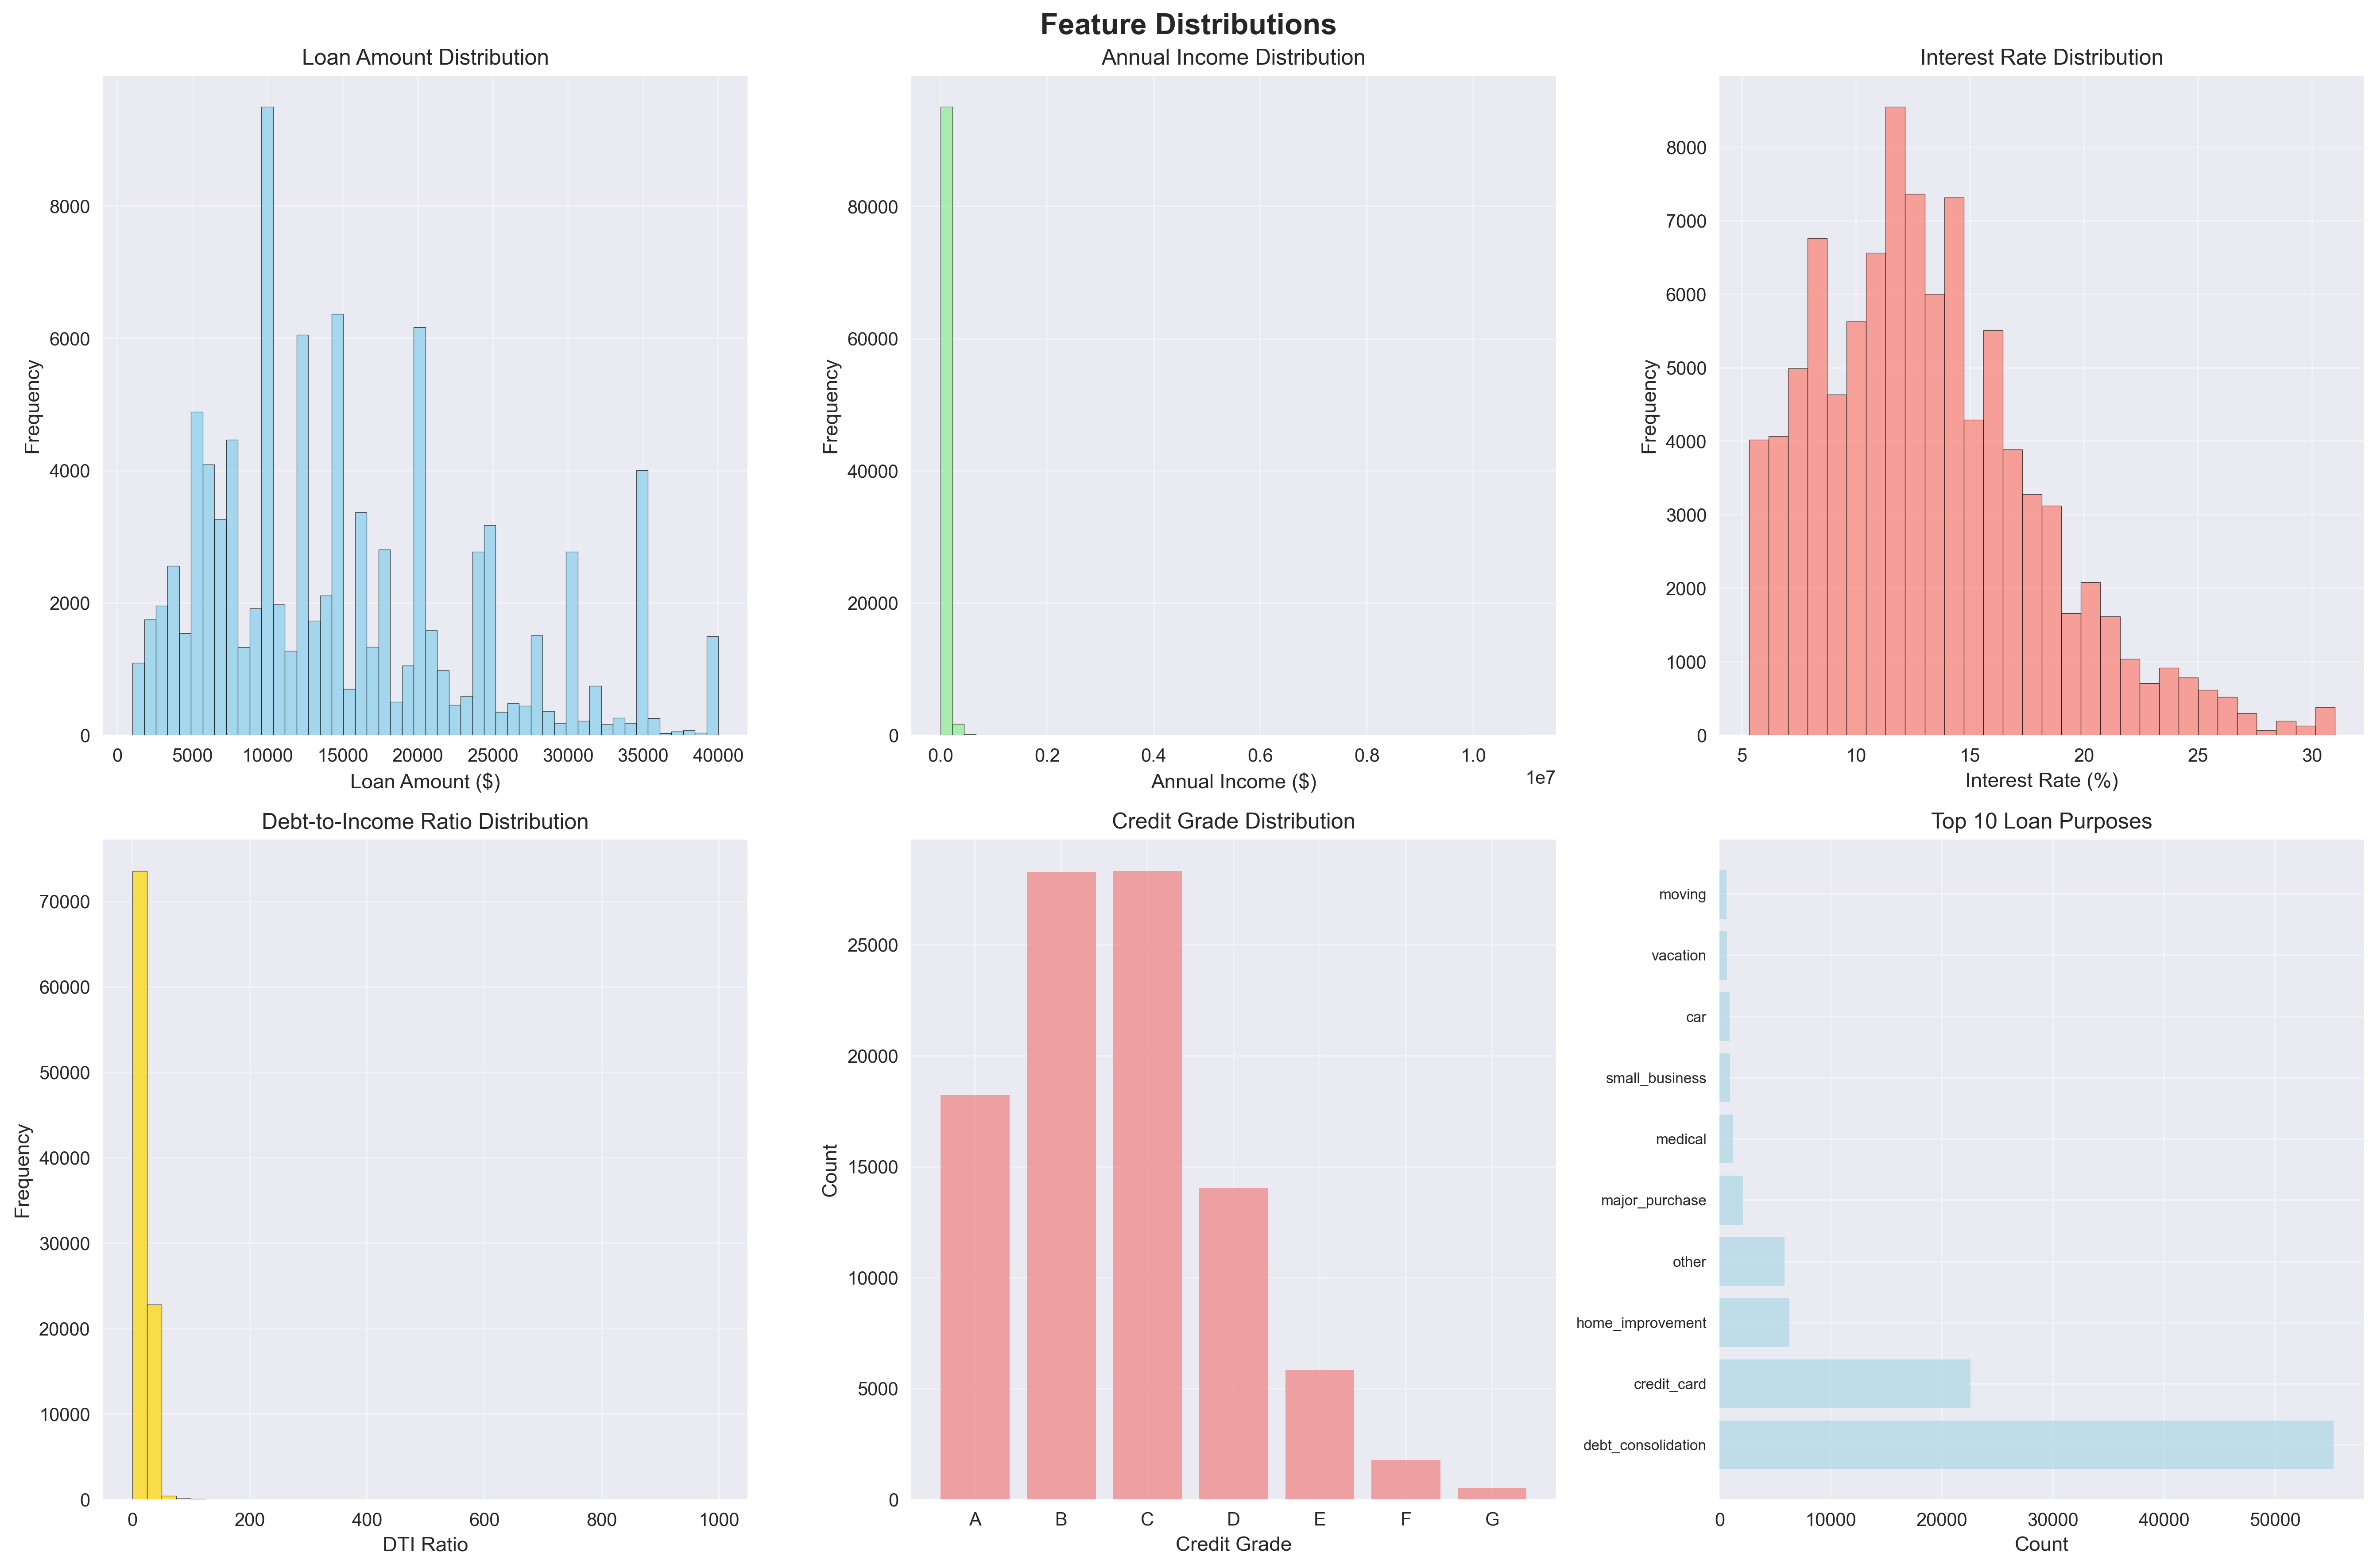 Feature Distributions
Loan Amount Distribution
Frequency
8000
6000
4000
2000
0
0 5000 10000 15000 20000 25000 30000 35000 40000
Loan Amount ($)
Annual Income Distribution
Frequency
80000
60000
40000
20000
0
0.0 0.2 0.4 0.6 0.8 1.0
1e7
Annual Income ($)
Interest Rate Distribution
Frequency
8000
7000
6000
5000
4000
3000
2000
1000
0
5 10 15 20 25 30
Interest Rate (%)
Debt-to-Income Ratio Distribution
Frequency
70000
60000
50000
40000
30000
20000
10000
0
0 200 400 600 800 1000
DTI Ratio
Credit Grade Distribution
Count
25000
20000
15000
10000
5000
0
A B C D E F G
Credit Grade
Top 10 Loan Purposes
moving
vacation
car
small_business
medical
major_purchase
other
home_improvement
credit_card
debt_consolidation
0 10000 20000 30000 40000 50000
Count